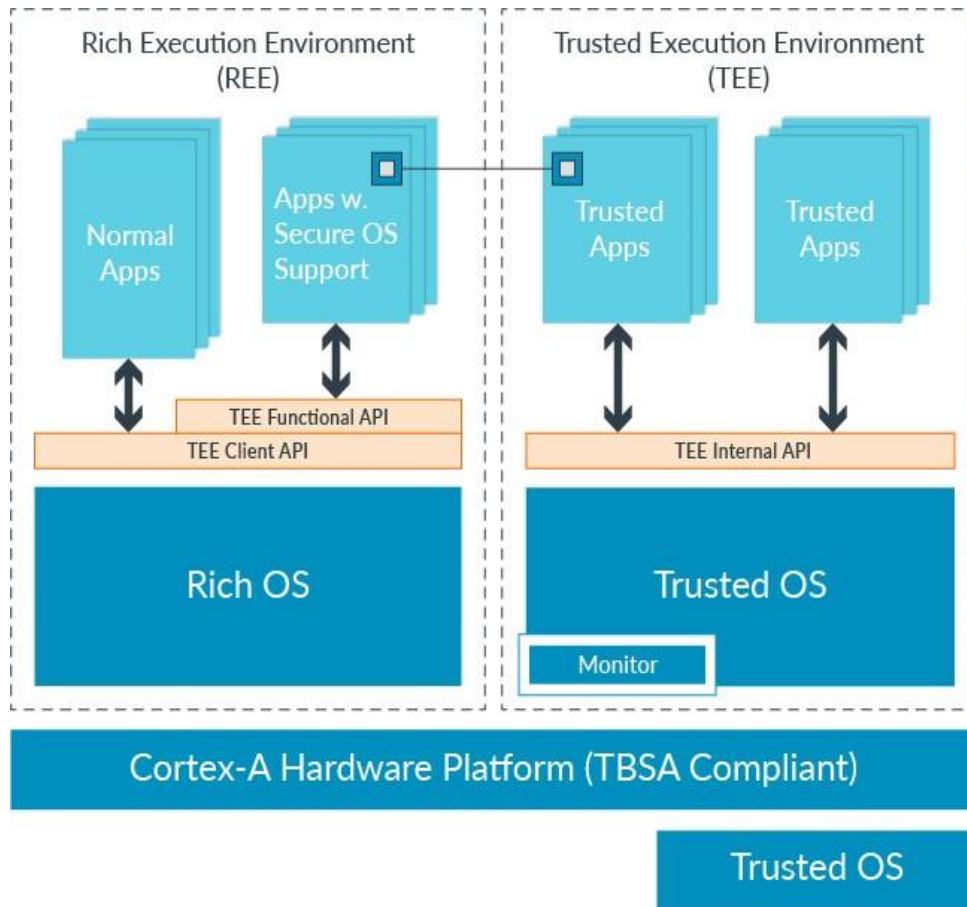 Rich Execution Environment
(REE)
Trusted Execution Environment
(TEE)
Normal
Apps
Apps w.
Secure OS
Support
Trusted
Apps
Trusted
Apps
TEE Functional API
TEE Client API
TEE Internal API
Rich OS
Trusted OS
Monitor
Cortex-A Hardware Platform (TBSA Compliant)
Trusted OS